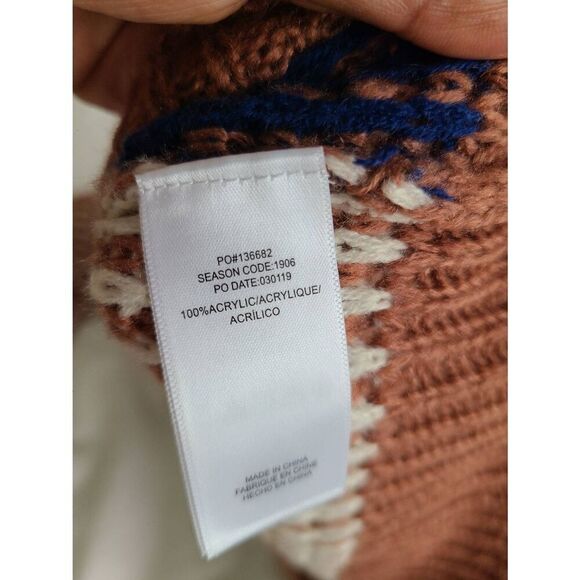 PO#136682
SEASON CODE:1906
PO DATE:030119
100%ACRYLIC/ACRYLIQUE/
ACRÍLICO
MADE IN CHINA
FABRIQUE EN CHINE
HECHO EN CHINA